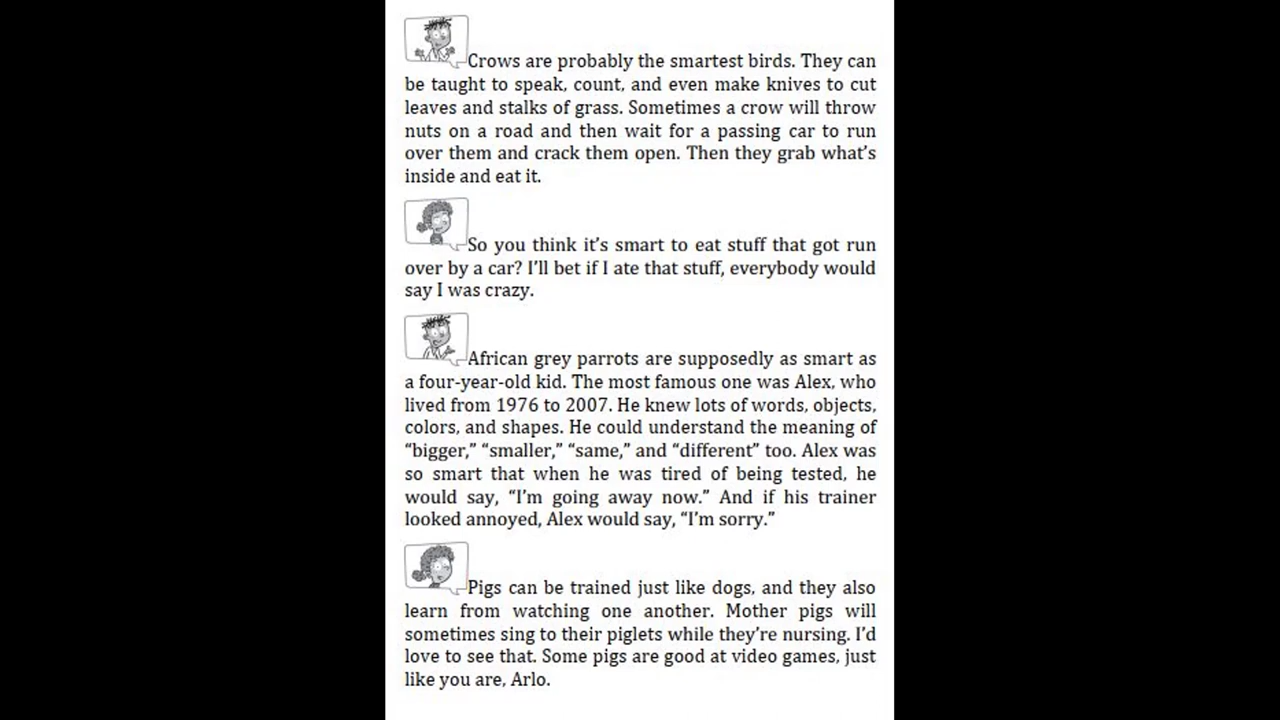 Crows are probably the smartest birds. They can
be taught to speak, count, and even make knives to cut
leaves and stalks of grass. Sometimes a crow will throw
nuts on a road and then wait for a passing car to run
over them and crack them open. Then they grab what’s
inside and eat it.
So you think it’s smart to eat stuff that got run
over by a car? I’ll bet if I ate that stuff, everybody would
say I was crazy.
African grey parrots are supposedly as smart as
a four-year-old kid. The most famous one was Alex, who
lived from 1976 to 2007. He knew lots of words, objects,
colors, and shapes. He could understand the meaning of
“bigger,” “smaller,” “same,” and “different” too. Alex was
so smart that when he was tired of being tested, he
would say, “I’m going away now.” And if his trainer
looked annoyed, Alex would say, “I’m sorry.”
Pigs can be trained just like dogs, and they also
learn from watching one another. Mother pigs will
sometimes sing to their piglets while they’re nursing. I’d
love to see that. Some pigs are good at video games, just
like you are, Arlo.